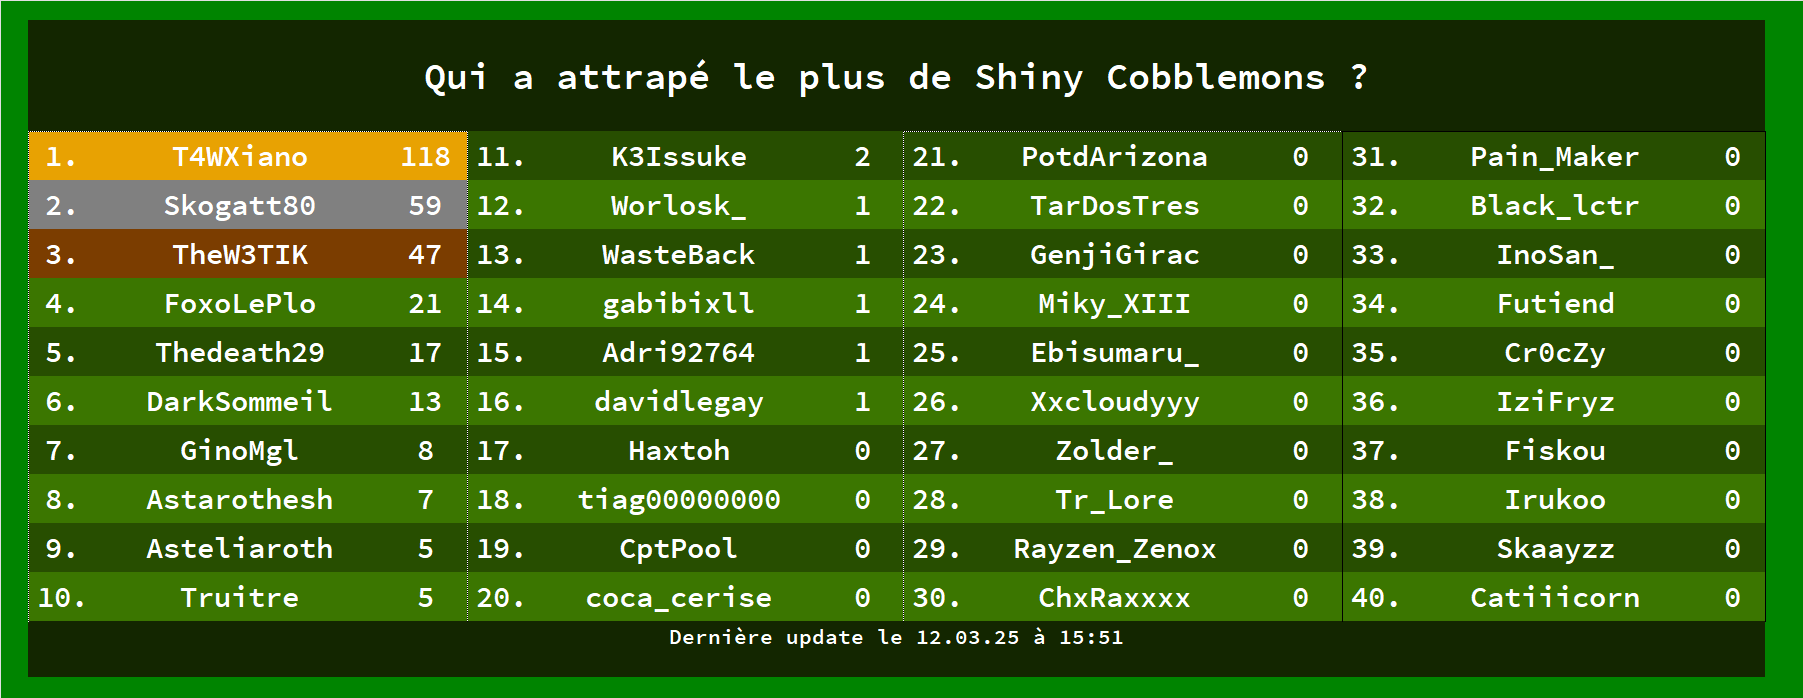 Qui a attrapé le plus de Shiny Cobblemons ?
1. T4WXiano 118 11. K3Issuke 2 21. PotdArizona 0 31. Pain_Maker 0
2. Skogatt80 59 12. Worlosk_ 1 22. TarDosTres 0 32. Black_lctr 0
3. TheW3TIK 47 13. WasteBack 1 23. GenjiGirac 0 33. InoSan_ 0
4. FoxoLePlo 21 14. gabibixll 1 24. Miky_XIII 0 34. Futiend 0
5. Thedeath29 17 15. Adri92764 1 25. Ebisumaru_ 0 35. Cr0cZy 0
6. DarkSommeil 13 16. davidlegay 1 26. Xxcloudyyy 0 36. IziFryz 0
7. GinoMgl 8 17. Haxtoh 0 27. Zolder_ 0 37. Fiskou 0
8. Astarothesh 7 18. tiag00000000 0 28. Tr_Lore 0 38. Irukoo 0
9. Asteliaroth 5 19. CptPool 0 29. Rayzen_Zenox 0 39. Skaayzz 0
10. Truitre 5 20. coca_cerise 0 30. ChxRaxxxx 0 40. Catiiicorn 0
Dernière update le 12.03.25 à 15:51